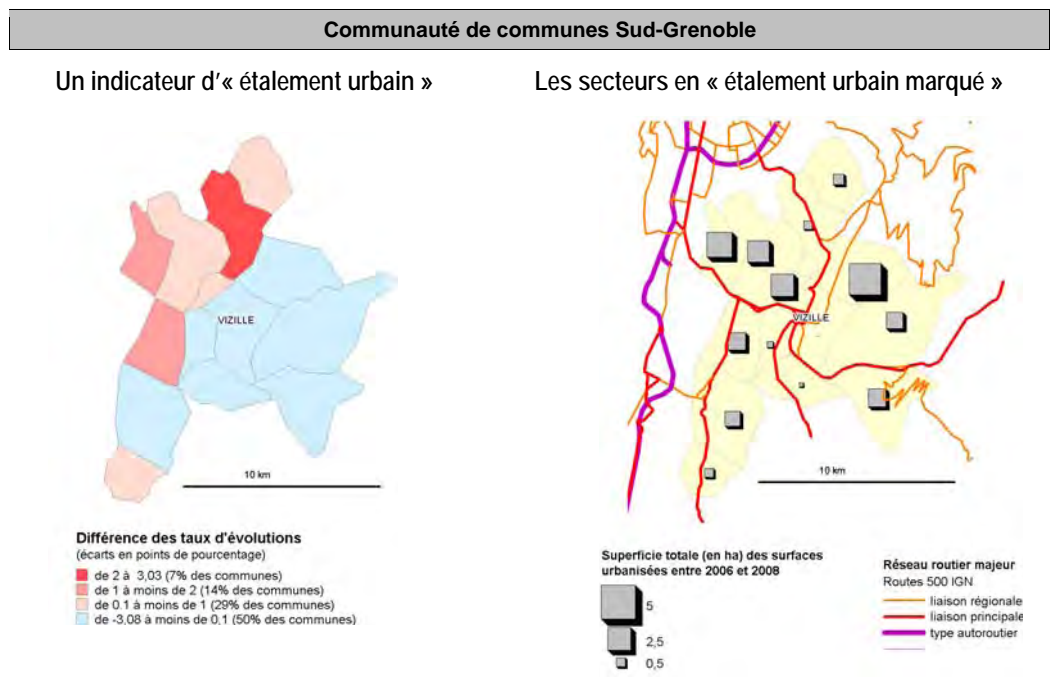 Communauté de communes Sud-Grenoble
Un indicateur d'« étalement urbain »
Les secteurs en « étalement urbain marqué »
VIZILLE
10 km
Différence des taux d'évolutions
(écarts en points de pourcentage)
de 2 à 3,03 (7% des communes)
de 1 à moins de 2 (14% des communes)
de 0.1 à moins de 1 (29% des communes)
de -3.08 à moins de 0,1 (50% des communes)
VIZILLE
10 km
Superficie totale (en ha) des surfaces
urbanisées entre 2006 et 2008
5
2,5
0,5
Réseau routier majeur
Routes 500 IGN
liaison régionale
liaison principale
type autoroutier